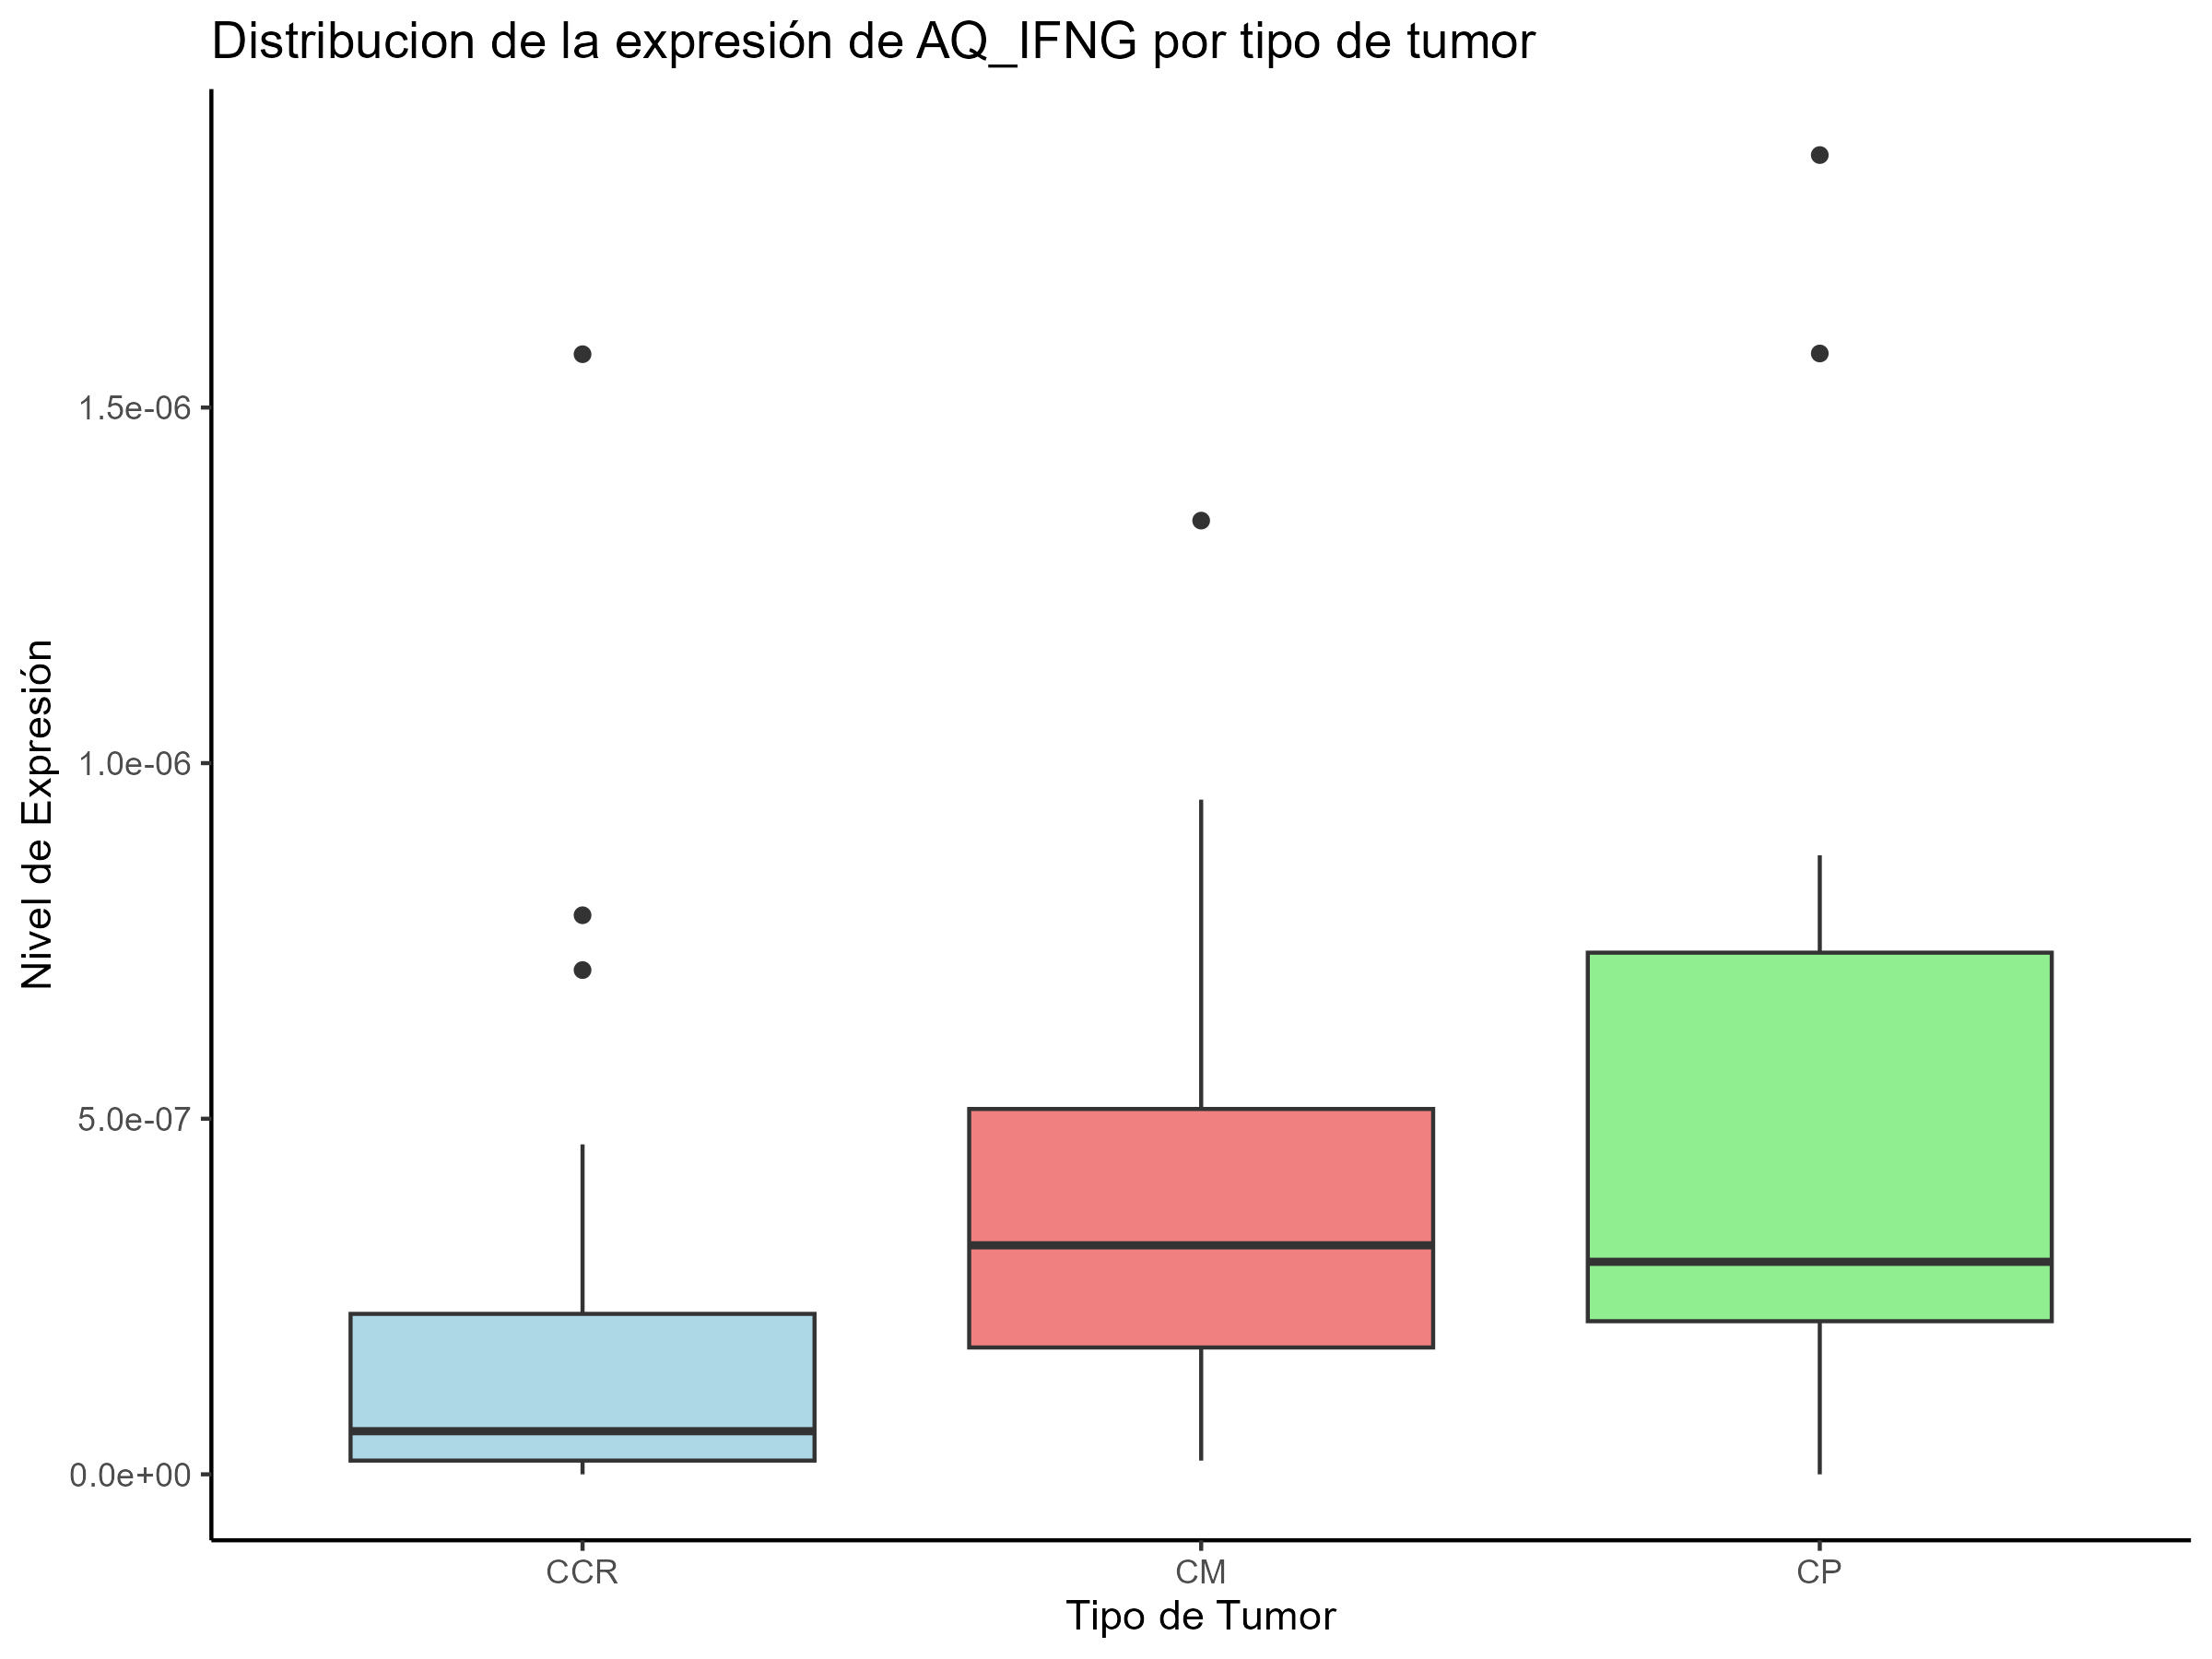 Distribucion de la expresión de AQ_IFNG por tipo de tumor
Nivel de Expresión
1.5e-06
1.0e-06
5.0e-07
0.0e+00
CCR
CM
CP
Tipo de Tumor